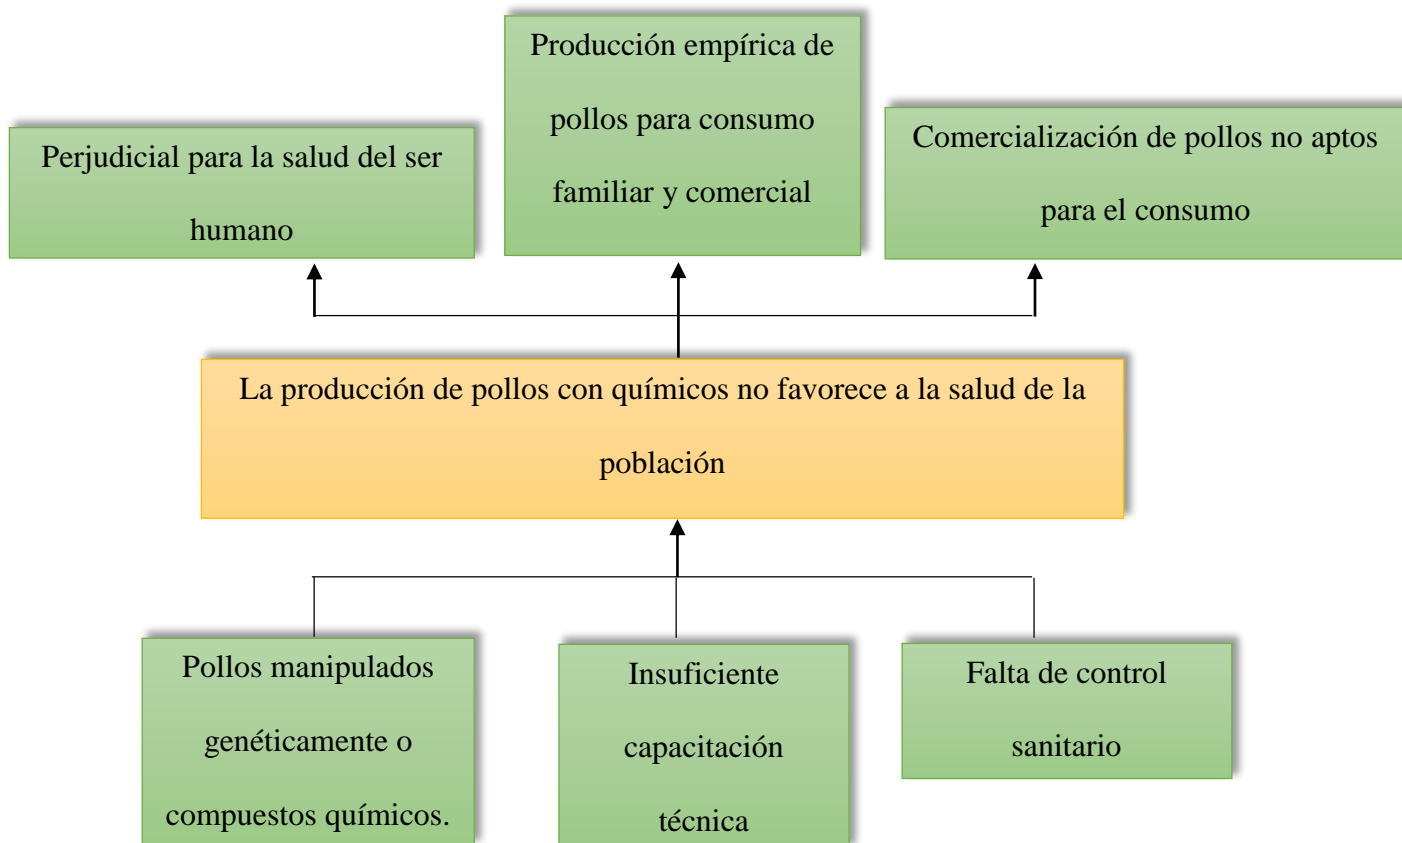 Producción empírica de
pollos para consumo
familiar y comercial
Perjudicial para la salud del ser
humano
Comercialización de pollos no aptos
para el consumo
La producción de pollos con químicos no favorece a la salud de la
población
Pollos manipulados
genéticamente o
compuestos químicos.
Insuficiente
capacitación
técnica
Falta de control
sanitario